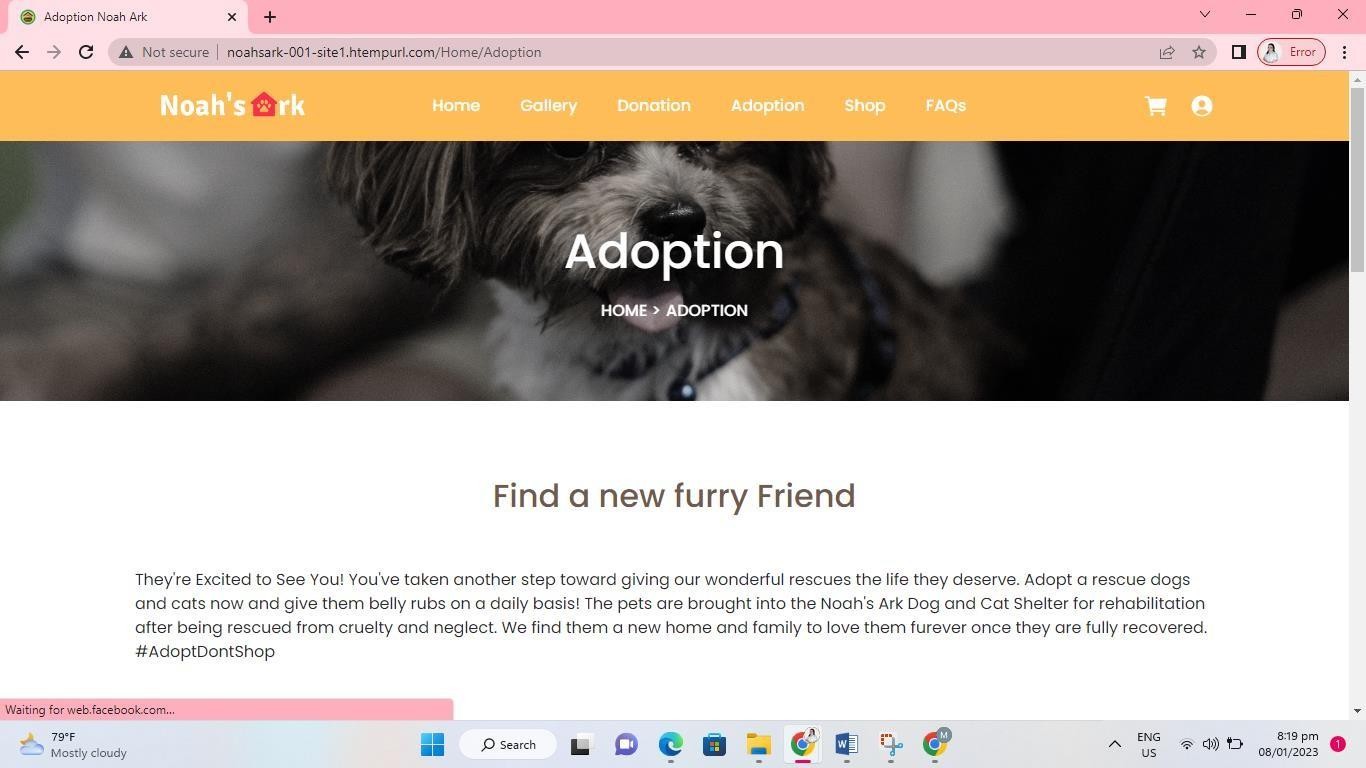 Adoption Noah Ark
Not secure
noahsark-001-site1.htempurl.com/Home/Adoption
Error
Noah's rk
Home
Gallery
Donation
Adoption
Shop
FAQs
Adoption
HOME > ADOPTION
Find a new furry Friend
They're Excited to See You! You've taken another step toward giving our wonderful rescues the life they deserve. Adopt a rescue dogs
and cats now and give them belly rubs on a daily basis! The pets are brought into the Noah's Ark Dog and Cat Shelter for rehabilitation
after being rescued from cruelty and neglect. We find them a new home and family to love them furever once they are fully recovered.
#AdoptDontShop
Waiting for web.facebook.com...
79°F
Mostly cloudy
Search
M
ENG
US
8:19 pm
08/01/2023
1